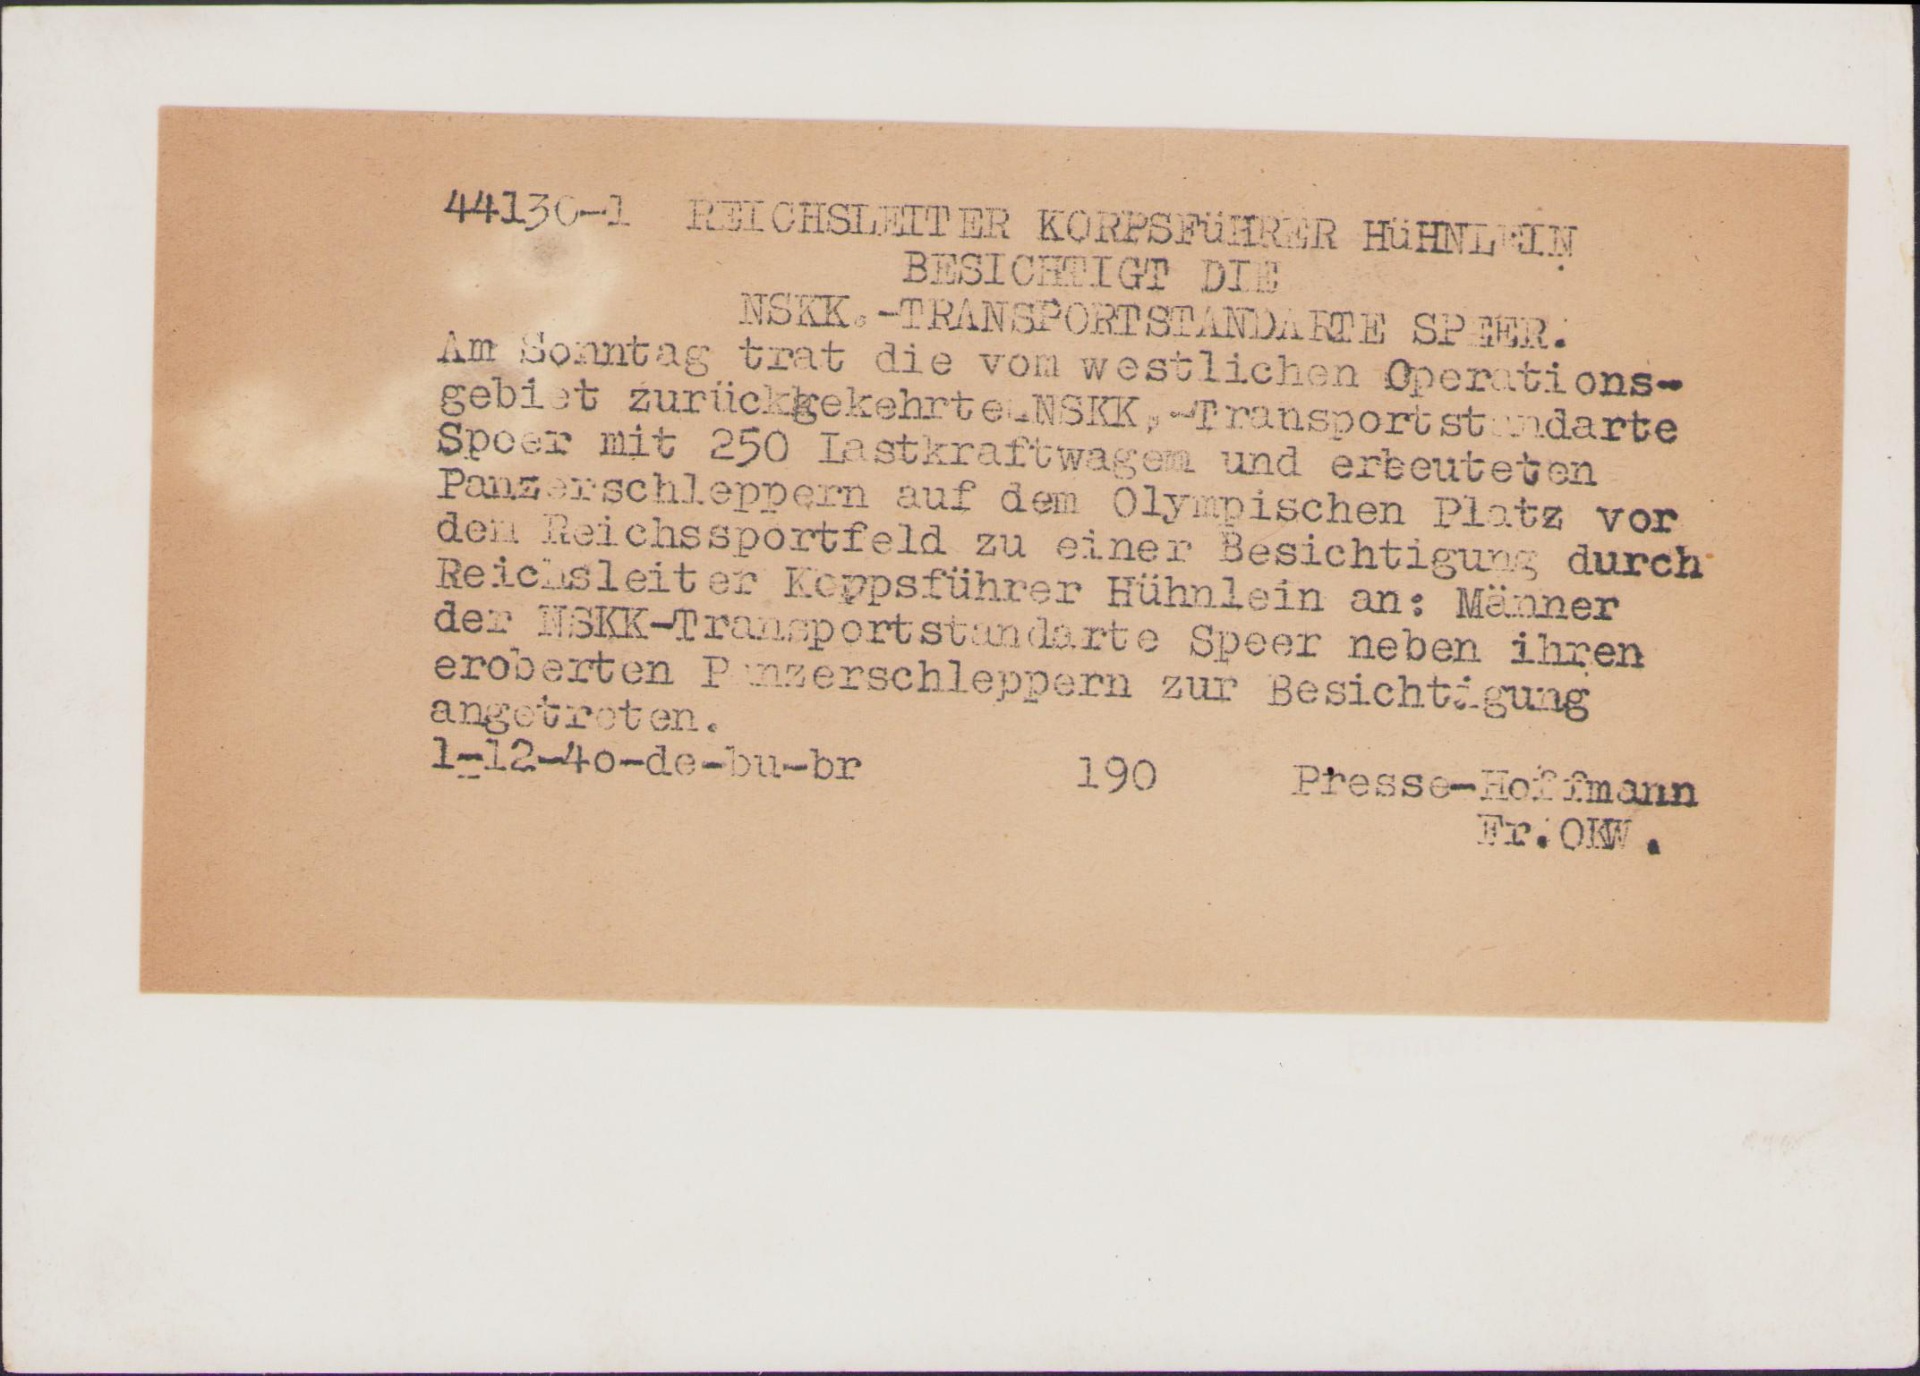 44130-1 REICHSLEITER KORPSFüHRER HüHNLEIN
BESICHTIGT DIE
NSKK.-TRANSPORTSTANDARTE SPEER.
Am Sonntag trat die vom westlichen Operations-
gebiet zurückgekehrte NSKK.-Transportstandarte
Speer mit 250 Lastkraftwagem und erbeuteten
Panzerschleppern auf dem Olympischen Platz vor
dem Reichssportfeld zu einer Besichtigung durch
Reichsleiter Koppsführer Hühnlein an: Männer
der NSKK-Transportstandarte Speer neben ihren
eroberten Panzerschleppern zur Besichtigung
angetreten.
1-12-4o-de-bu-br 190 Presse-Hoffmann
Fr.OKW.